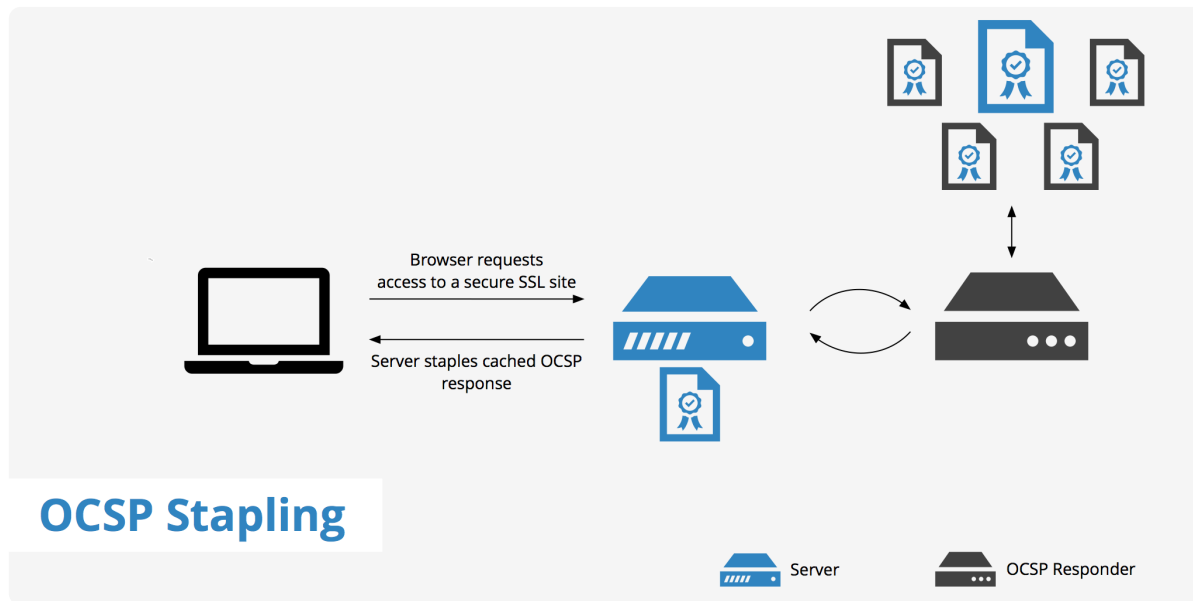 Browser requests
access to a secure SSL site
Server staples cached OCSP
response
OCSP Stapling
Server
OCSP Responder